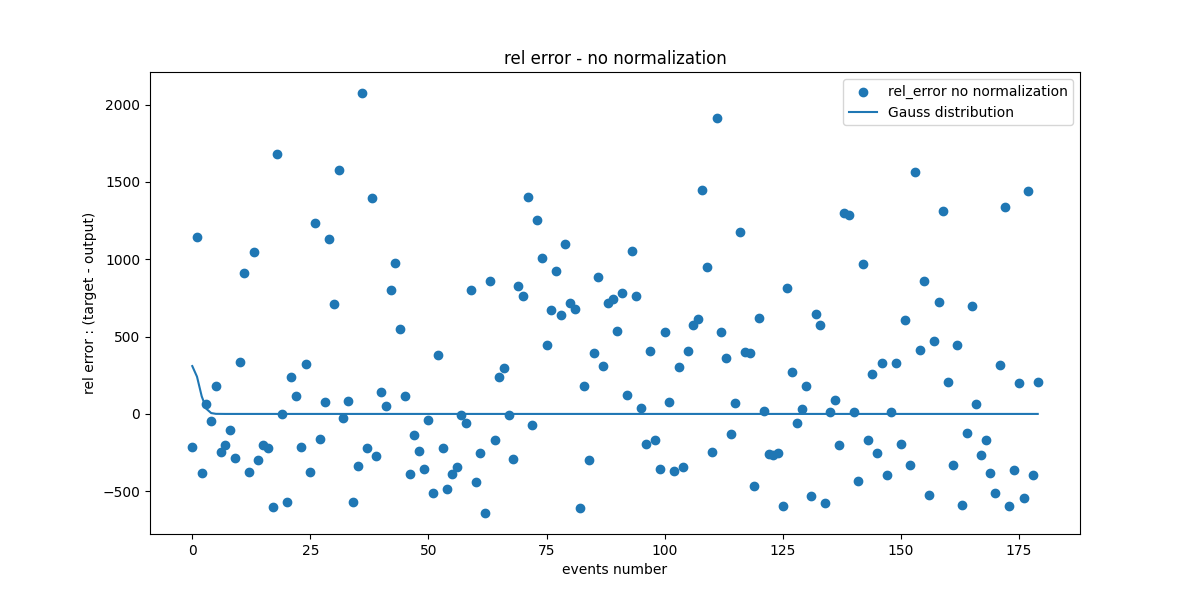 rel error - no normalization
rel_error no normalization
Gauss distribution
2000
1500
1000
500
0
−500
rel error : (target - output)
0 25 50 75 100 125 150 175
events number